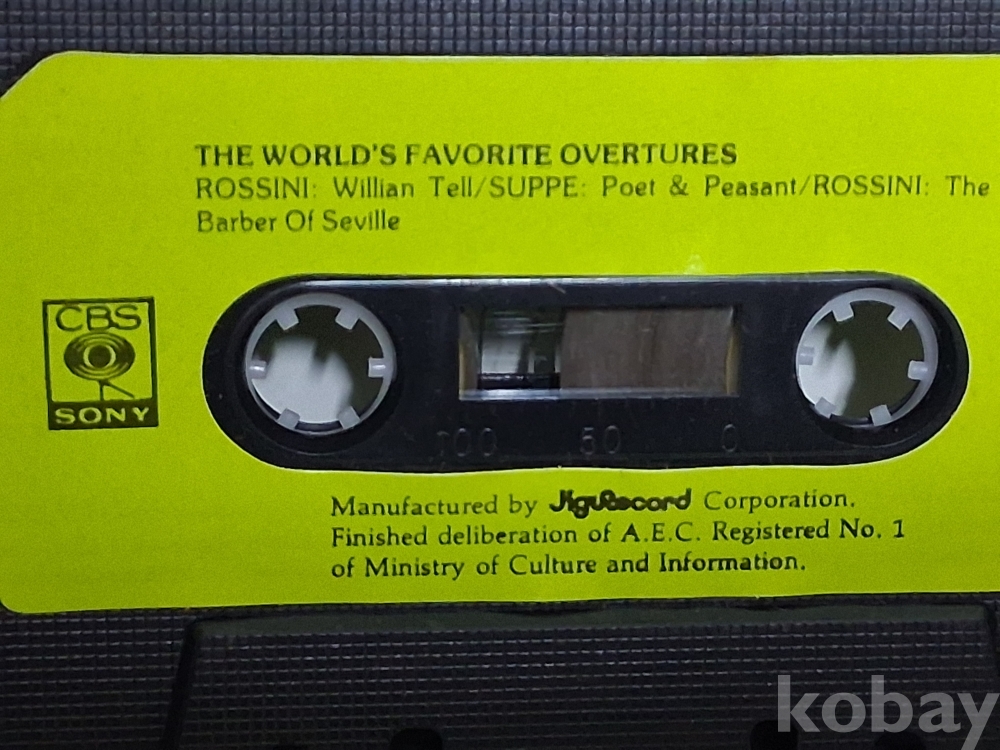 THE WORLD'S FAVORITE OVERTURES
ROSSINI: Willian Tell/SUPPE: Poet & Peasant/ROSSINI: The
Barber Of Seville
CBS
SONY
100 50 0
Manufactured by JiguRecord Corporation.
Finished deliberation of A.E.C. Registered No. 1
of Ministry of Culture and Information.
kobay